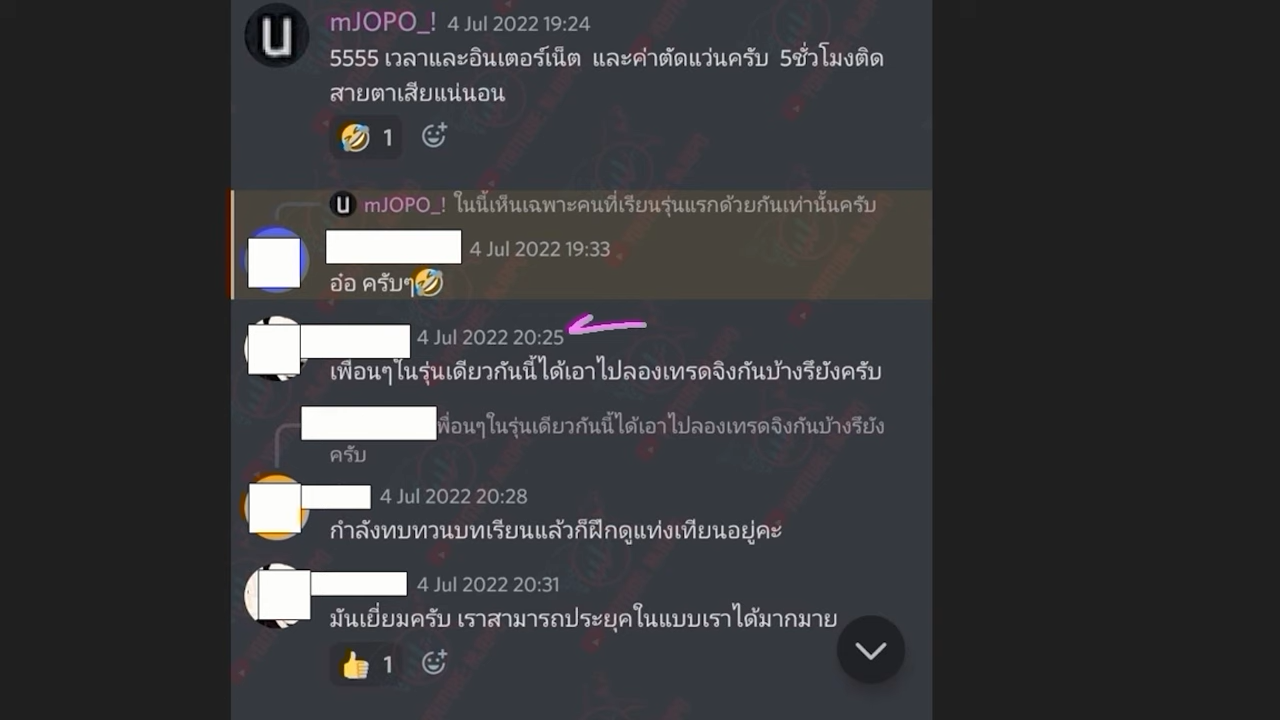 mJOPO_! 4 Jul 2022 19:24
5555 เวลาและอินเตอร์เน็ต และค่าตัดแว่นครับ 5ชั่วโมงติด
สายตาเสียแน่นอน
🤣 1
mJOPO_! ในนี้เห็นเฉพาะคนที่เรียนรุ่นแรกด้วยกันเท่านั้นครับ
4 Jul 2022 19:33
อ๋อ ครับๆ🤣
4 Jul 2022 20:25
เพื่อนๆในรุ่นเดียวกันนี้ได้เอาไปลองเทรดจิงกันบ้างรึยังครับ
พื่อนๆในรุ่นเดียวกันนี้ได้เอาไปลองเทรดจิงกันบ้างรึยัง
ครับ
4 Jul 2022 20:28
กำลังทบทวนบทเรียนแล้วก็ฝึกดูแท่งเทียนอยู่คะ
4 Jul 2022 20:31
มันเยี่ยมครับ เราสามารถประยุคในแบบเราได้มากมาย
👍 1